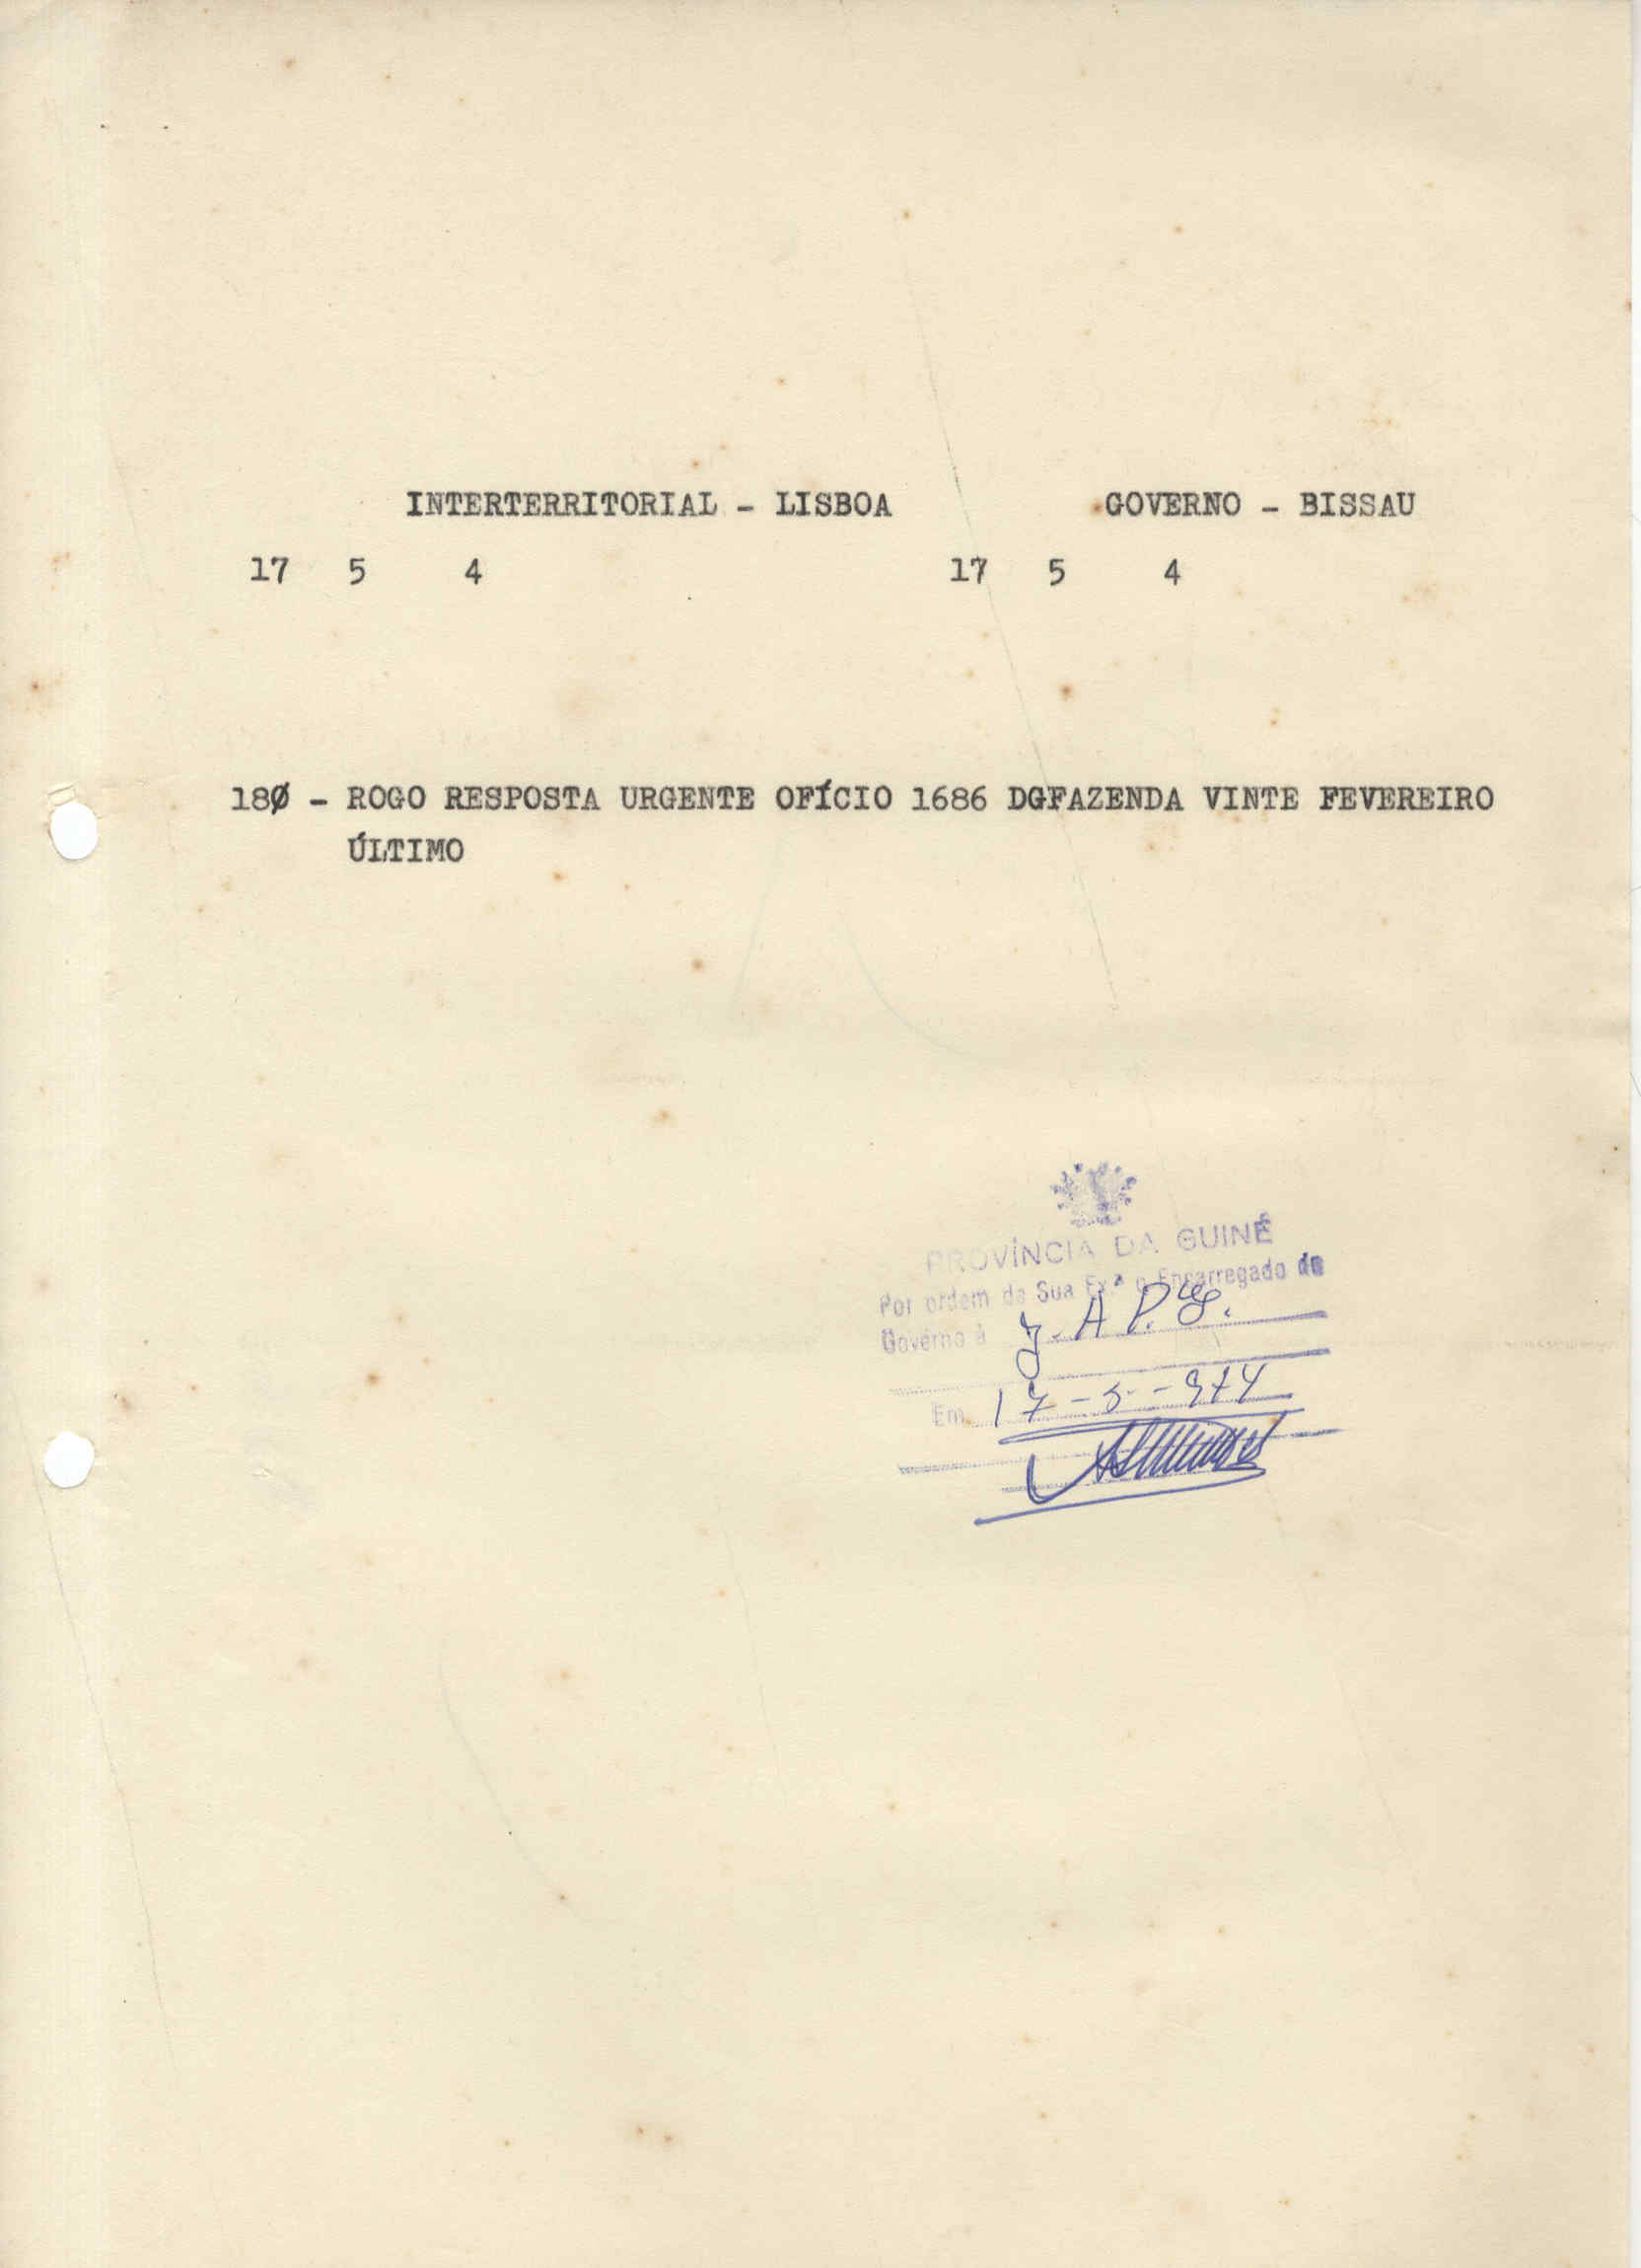 INTERTERRITORIAL - LISBOA GOVERNO - BISSAU
17 5 4 17 5 4
18Ø - ROGO RESPOSTA URGENTE OFÍCIO 1686 DGFAZENDA VINTE FEVEREIRO
ÚLTIMO
PROVÍNCIA DA GUINÉ
Por ordem de Sua Ex.ª o Encarregado do
Govêrno à
Em 17-5-974